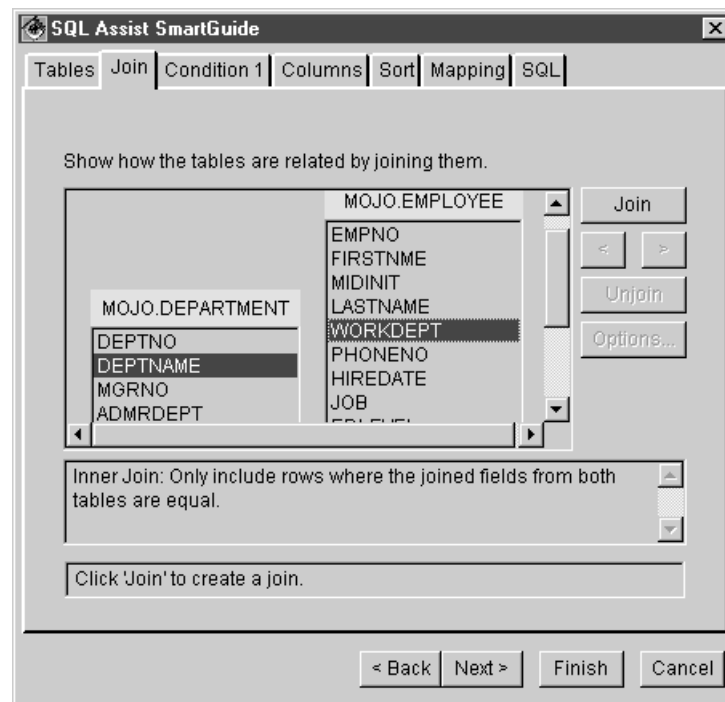 SQL Assist SmartGuide
Tables Join Condition 1 Columns Sort Mapping SQL
Show how the tables are related by joining them.
MOJO.DEPARTMENT
DEPTNO
DEPTNAME
MGRNO
ADMRDEPT
MOJO.EMPLOYEE
EMPNO
FIRSTNME
MIDINIT
LASTNAME
WORKDEPT
PHONENO
HIREDATE
JOB
Join
< >
Unjoin
Options...
Inner Join: Only include rows where the joined fields from both
tables are equal.
Click 'Join' to create a join.
< Back Next > Finish Cancel